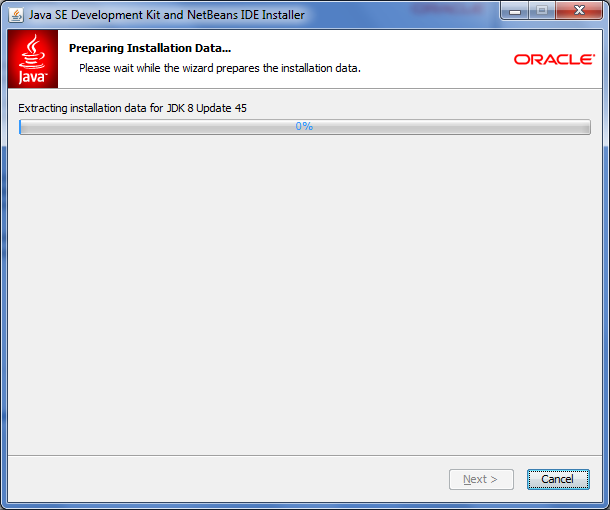 Java SE Development Kit and NetBeans IDE Installer
Preparing Installation Data...
Please wait while the wizard prepares the installation data.
Java™
ORACLE®
Extracting installation data for JDK 8 Update 45
0%
Next >
Cancel